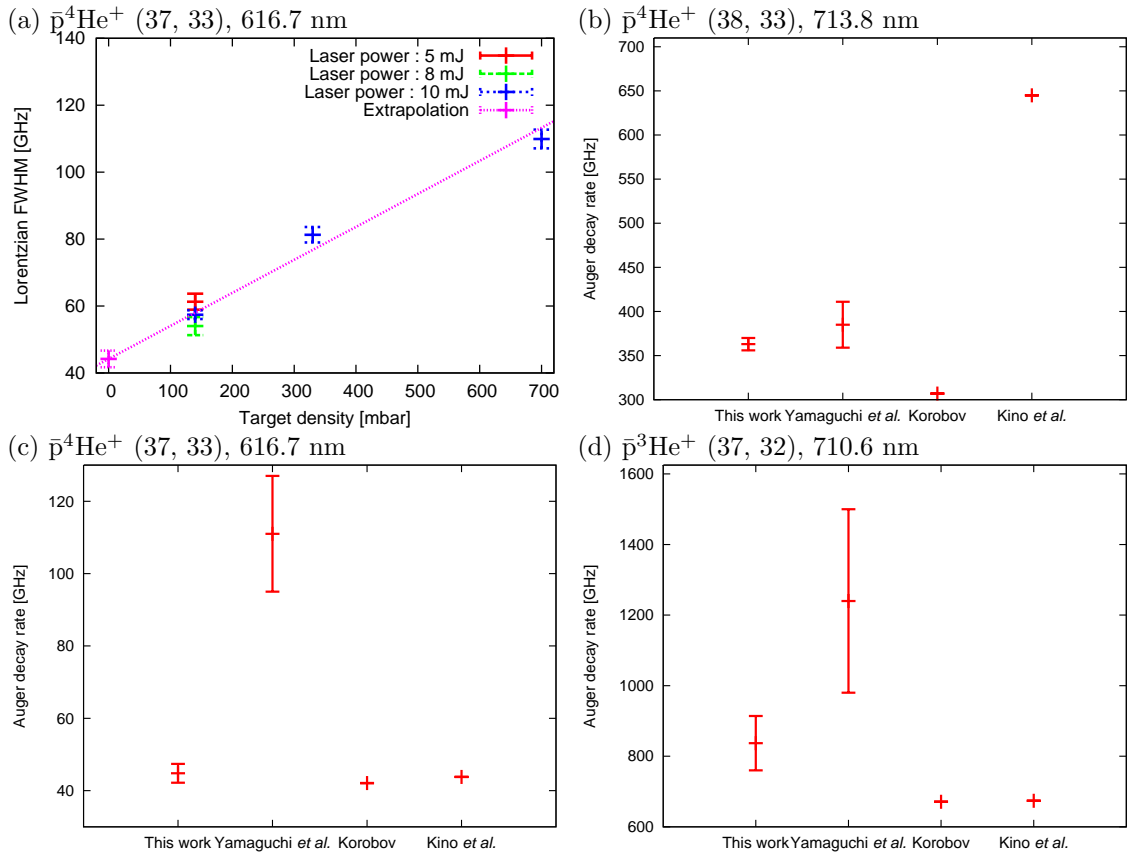 (a) p̄⁴He⁺ (37, 33), 616.7 nm
140
120
100
80
60
40
0
100
200
300
400
500
600
700
Lorentzian FWHM [GHz]
Target density [mbar]
Laser power : 5 mJ
Laser power : 8 mJ
Laser power : 10 mJ
Extrapolation
(b) p̄⁴He⁺ (38, 33), 713.8 nm
700
650
600
550
500
450
400
350
300
Auger decay rate [GHz]
This work
Yamaguchi et al.
Korobov
Kino et al.
(c) p̄⁴He⁺ (37, 33), 616.7 nm
120
100
80
60
40
Auger decay rate [GHz]
This work
Yamaguchi et al.
Korobov
Kino et al.
(d) p̄³He⁺ (37, 32), 710.6 nm
1600
1400
1200
1000
800
600
Auger decay rate [GHz]
This work
Yamaguchi et al.
Korobov
Kino et al.